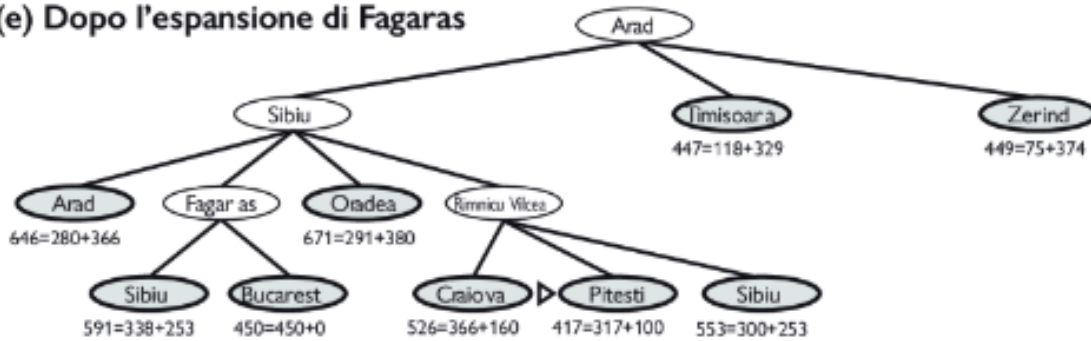 (e) Dopo l'espansione di Fagaras
Arad
Sibiu
Timisoara
Zerind
447=118+329
449=75+374
Arad
Fagar as
Oradea
Rimnicu Vilcea
646=280+366
671=291+380
Sibiu
Bucarest
Craiova
Pitesti
Sibiu
591=338+253
450=450+0
526=366+160
417=317+100
553=300+253